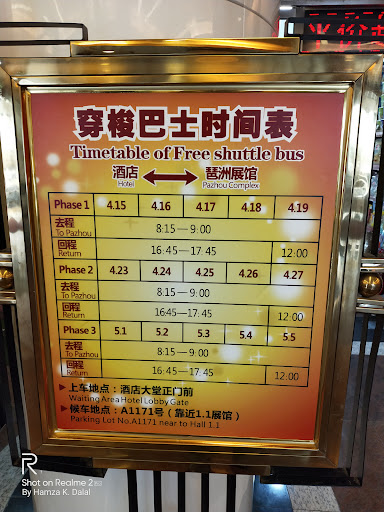 穿梭巴士时间表
Timetable of Free shuttle bus
酒店 琶洲展馆
Hotel Pazhou Complex
Phase 1 4.15 4.16 4.17 4.18 4.19
去程 To Pazhou 8:15—9:00
回程 Return 16:45-17:45 12:00
Phase 2 4.23 4.24 4.25 4.26 4.27
去程 To Pazhou 8:15—9:00
回程 Return 16:45-17:45 12:00
Phase 3 5.1 5.2 5.3 5.4 5.5
去程 To Pazhou 8:15—9:00
回程 Return 16:45-17:45 12:00
上车地点：酒店大堂正门前
Waiting Area Hotel Lobby Gate
候车地点：A1171号（靠近1.1展馆）
Parking Lot No.A1171 near to Hall 1.1
R
Shot on Realme 2
By Hamza K. Dalal